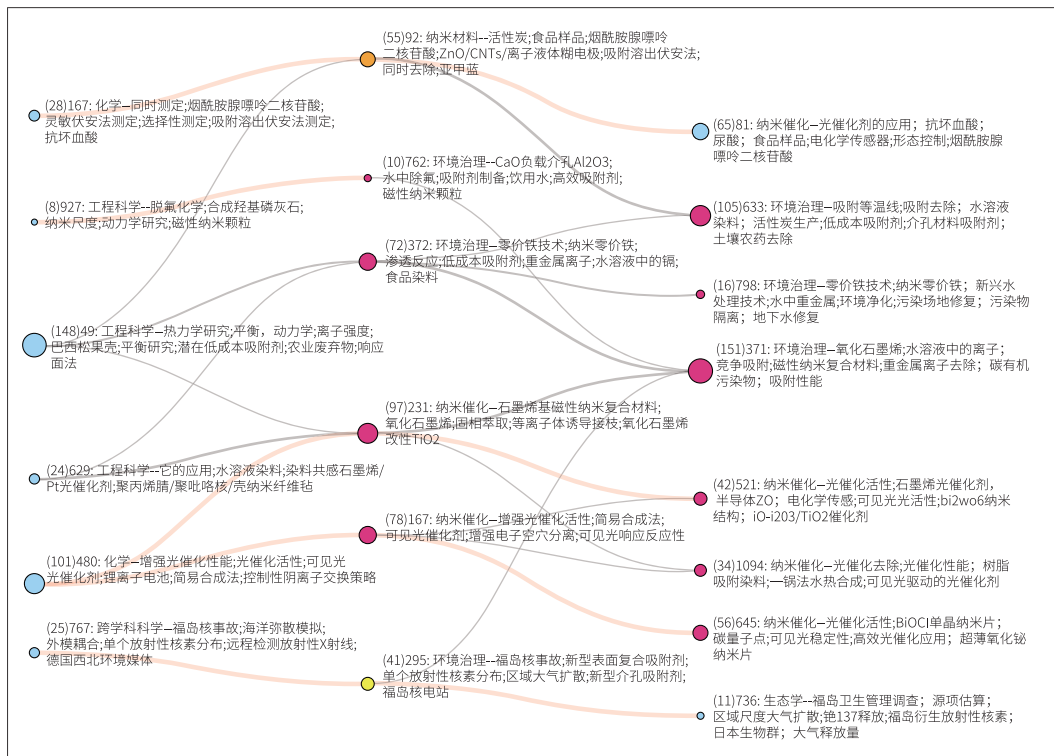 (28)167: 化学—同时测定;烟酰胺腺嘌呤二核苷酸;
灵敏伏安法测定;选择性测定;吸附溶出伏安法测定;
抗坏血酸
(8)927: 工程科学--脱氟化学;合成羟基磷灰石;
纳米尺度;动力学研究;磁性纳米颗粒
(148)49: 工程科学—热力学研究;平衡，动力学;离子强度;
巴西松果壳;平衡研究;潜在低成本吸附剂;农业废弃物;响应
面法
(24)629: 工程科学—它的应用;水溶液染料;染料共感石墨烯/
Pt光催化剂;聚丙烯腈/聚吡咯核/壳纳米纤维毡
(101)480: 化学—增强光催化性能;光催化活性;可见光
光催化剂;锂离子电池;简易合成法;控制性阴离子交换策略
(25)767: 跨学科科学—福岛核事故;海洋弥散模拟;
外模耦合;单个放射性核素分布;远程检测放射性X射线;
德国西北环境媒体
(55)92: 纳米材料—活性炭;食品样品;烟酰胺腺嘌呤
二核苷酸;ZnO/CNTs/离子液体糊电极;吸附溶出伏安法;
同时去除;亚甲蓝
(10)762: 环境治理--CaO负载介孔Al2O3;
水中除氟;吸附剂制备;饮用水;高效吸附剂;
磁性纳米颗粒
(72)372: 环境治理—零价铁技术;纳米零价铁;
渗透反应;低成本吸附剂;重金属离子;水溶液中的镉;
食品染料
(97)231: 纳米催化—石墨烯基磁性纳米复合材料;
氧化石墨烯;固相萃取;等离子体诱导接枝;氧化石墨烯
改性TiO2
(78)167: 纳米催化—增强光催化活性;简易合成法;
可见光催化剂;增强电子空穴分离;可见光响应反应性
(41)295: 环境治理—福岛核事故;新型表面复合吸附剂;
单个放射性核素分布;区域大气扩散;新型介孔吸附剂;
福岛核电站
(65)81: 纳米催化—光催化剂的应用；抗坏血酸；
尿酸；食品样品;电化学传感器;形态控制;烟酰胺腺
嘌呤二核苷酸
(105)633: 环境治理—吸附等温线;吸附去除；水溶液
染料；活性炭生产;低成本吸附剂;介孔材料吸附剂；
土壤农药去除
(16)798: 环境治理—零价铁技术;纳米零价铁；新兴水
处理技术;水中重金属;环境净化;污染场地修复；污染物
隔离；地下水修复
(151)371: 环境治理—氧化石墨烯;水溶液中的离子；
竞争吸附;磁性纳米复合材料;重金属离子去除；碳有机
污染物；吸附性能
(42)521: 纳米催化—光催化活性;石墨烯光催化剂，
半导体ZO；电化学传感;可见光光活性;bi2wo6纳米
结构；iO-i203/TiO2催化剂
(34)1094: 纳米催化—光催化去除;光催化性能；树脂
吸附染料;一锅法水热合成;可见光驱动的光催化剂
(56)645: 纳米催化—光催化活性;BiOCl单晶纳米片;
碳量子点;可见光稳定性;高效光催化应用；超薄氧化铋
纳米片
(11)736: 生态学--福岛卫生管理调查；源项估算；
区域尺度大气扩散;铯137释放;福岛衍生放射性核素;
日本生物群；大气释放量